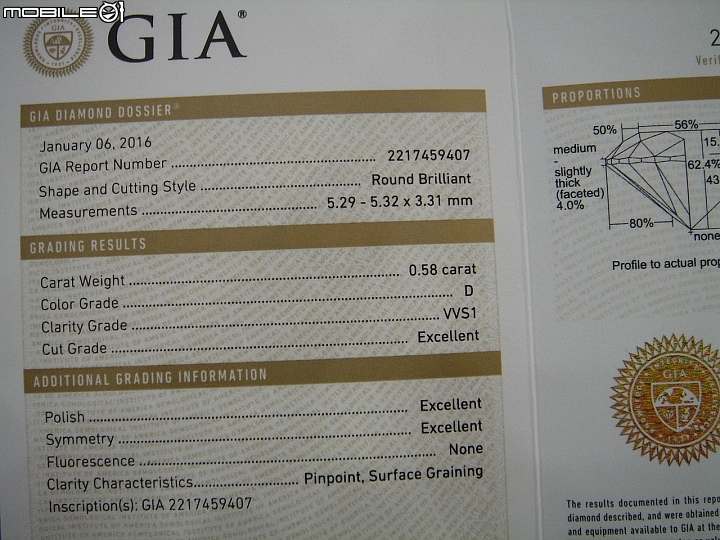 Mobile01
GIA®
GIA DIAMOND DOSSIER®
January 06, 2016
GIA Report Number 2217459407
Shape and Cutting Style Round Brilliant
Measurements 5.29 - 5.32 x 3.31 mm
GRADING RESULTS
Carat Weight 0.58 carat
Color Grade D
Clarity Grade VVS1
Cut Grade Excellent
ADDITIONAL GRADING INFORMATION
Polish Excellent
Symmetry Excellent
Fluorescence None
Clarity Characteristics Pinpoint, Surface Graining
Inscription(s): GIA 2217459407
2
PROPORTIONS
50% 56%
15.
medium
-
slightly
thick
(faceted)
4.0%
62.4%
43
80%
none
Profile to actual
GIA
The results documented in this
diamond described, and were obtained
and equipment available to GIA at the